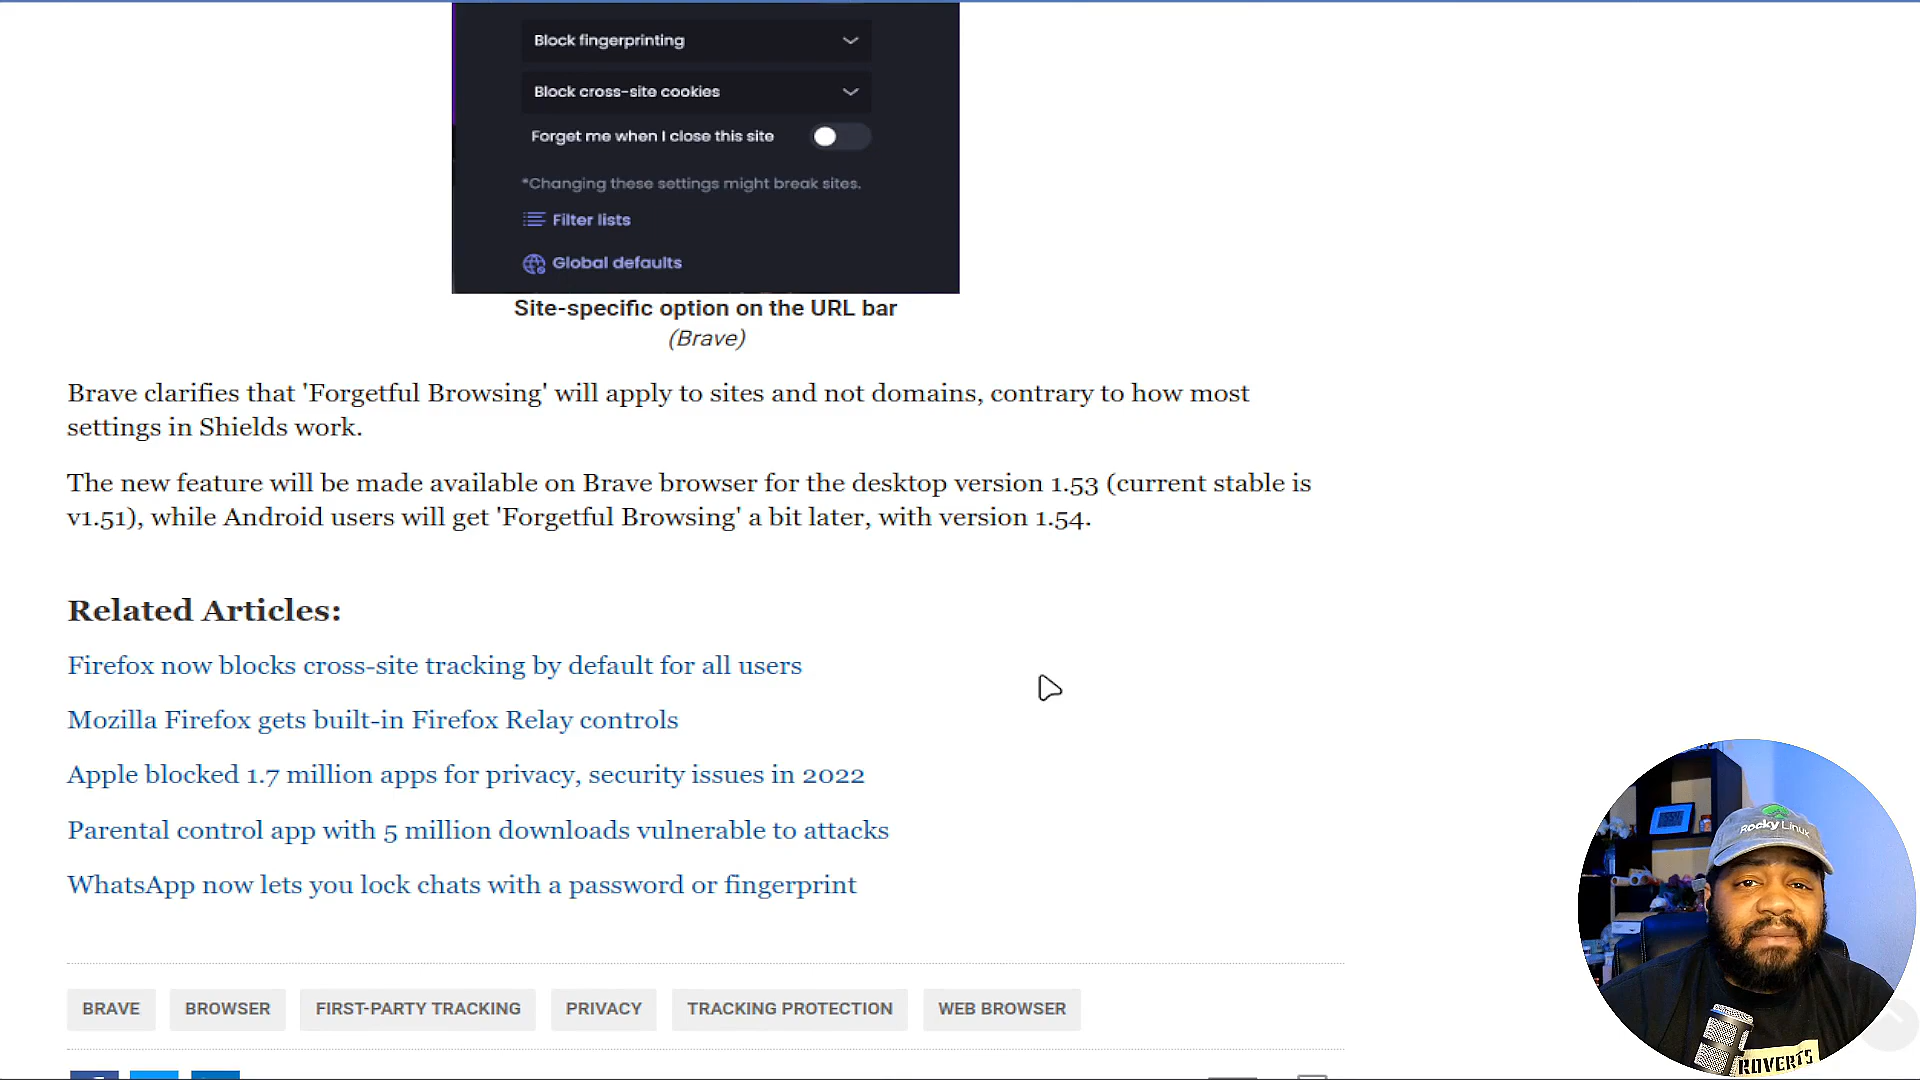 Block fingerprinting
Block cross-site cookies
Forget me when I close this site
*Changing these settings might break sites.
Filter lists
Global defaults
Site-specific option on the URL bar
(Brave)
Brave clarifies that 'Forgetful Browsing' will apply to sites and not domains, contrary to how most
settings in Shields work.
The new feature will be made available on Brave browser for the desktop version 1.53 (current stable is
v1.51), while Android users will get 'Forgetful Browsing' a bit later, with version 1.54.
Related Articles:
Firefox now blocks cross-site tracking by default for all users
Mozilla Firefox gets built-in Firefox Relay controls
Apple blocked 1.7 million apps for privacy, security issues in 2022
Parental control app with 5 million downloads vulnerable to attacks
WhatsApp now lets you lock chats with a password or fingerprint
BRAVE BROWSER FIRST-PARTY TRACKING PRIVACY TRACKING PROTECTION WEB BROWSER
Rocky Linux
ROVERTS